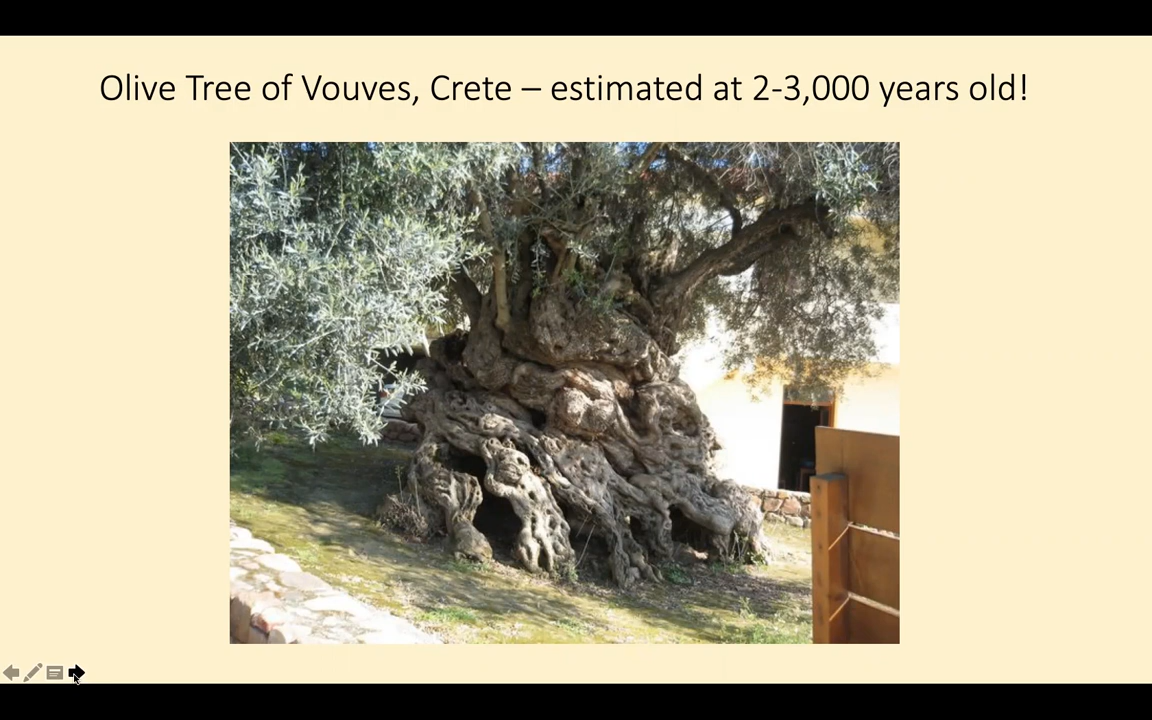 Olive Tree of Vouves, Crete – estimated at 2-3,000 years old!